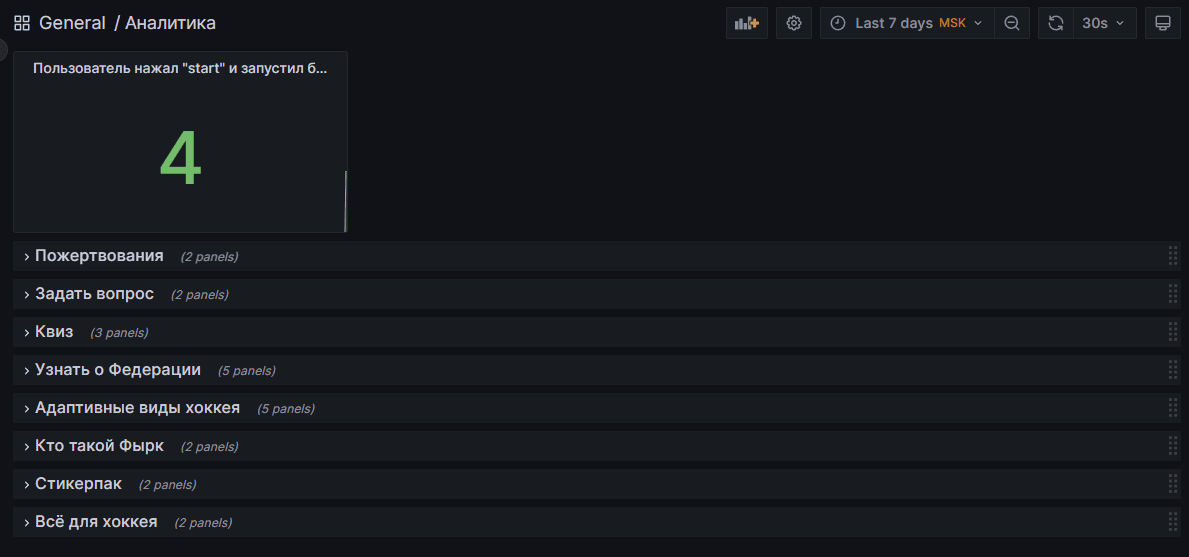 General / Аналитика
Last 7 days MSK
30s
Пользователь нажал "start" и запустил б...
4
Пожертвования (2 panels)
Задать вопрос (2 panels)
Квиз (3 panels)
Узнать о Федерации (5 panels)
Адаптивные виды хоккея (5 panels)
Кто такой Фырк (2 panels)
Стикерпак (2 panels)
Всё для хоккея (2 panels)